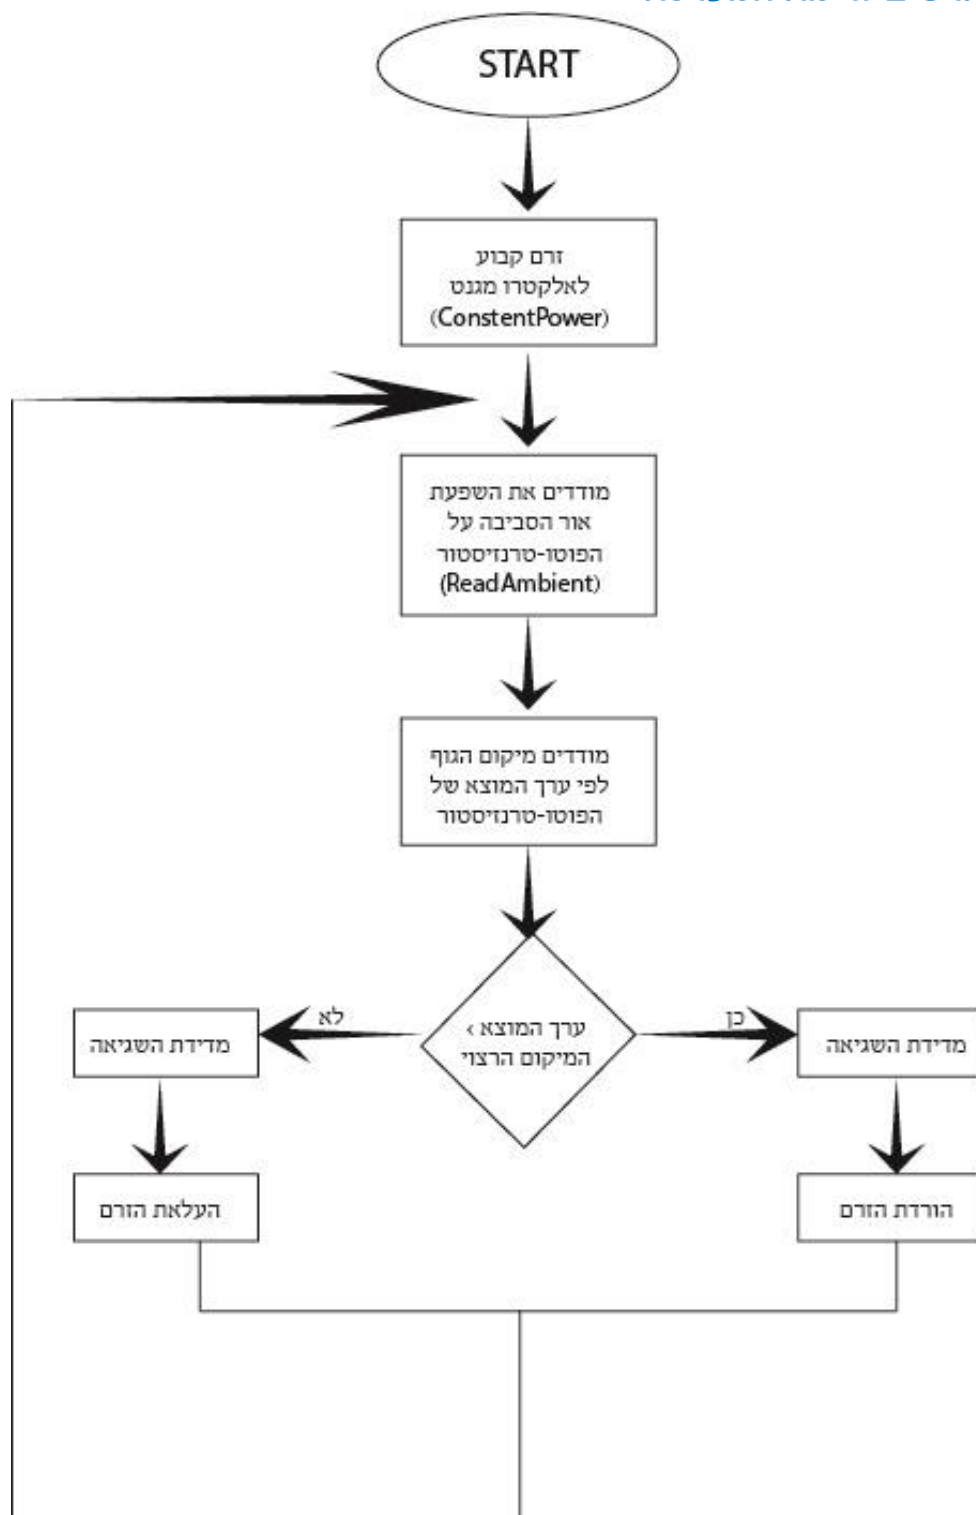 START
זרם קבוע
לאלקטרו מגנט
(ConstentPower)
מודדים את השפעת
אור הסביבה על
הפוטו-טרנזיסטור
(ReadAmbient)
מודדים מיקום הגוף
לפי ערך המוצא של
הפוטו-טרנזיסטור
ערך המוצא >
המיקום הרצוי
כן
לא
מדידת השגיאה
מדידת השגיאה
הורדת הזרם
העלאת הזרם